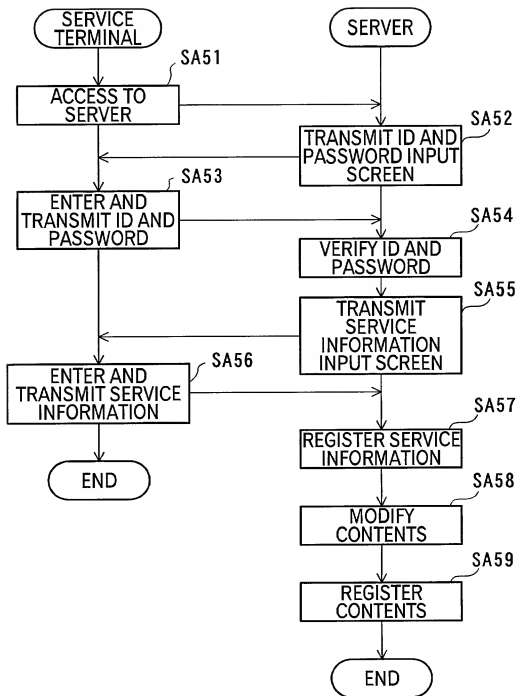 SERVICE
TERMINAL
SERVER
SA51
ACCESS TO
SERVER
SA52
TRANSMIT ID AND
PASSWORD INPUT
SCREEN
SA53
ENTER AND
TRANSMIT ID AND
PASSWORD
SA54
VERIFY ID AND
PASSWORD
SA55
TRANSMIT
SERVICE
INFORMATION
INPUT SCREEN
SA56
ENTER AND
TRANSMIT SERVICE
INFORMATION
SA57
REGISTER SERVICE
INFORMATION
END
SA58
MODIFY
CONTENTS
SA59
REGISTER
CONTENTS
END